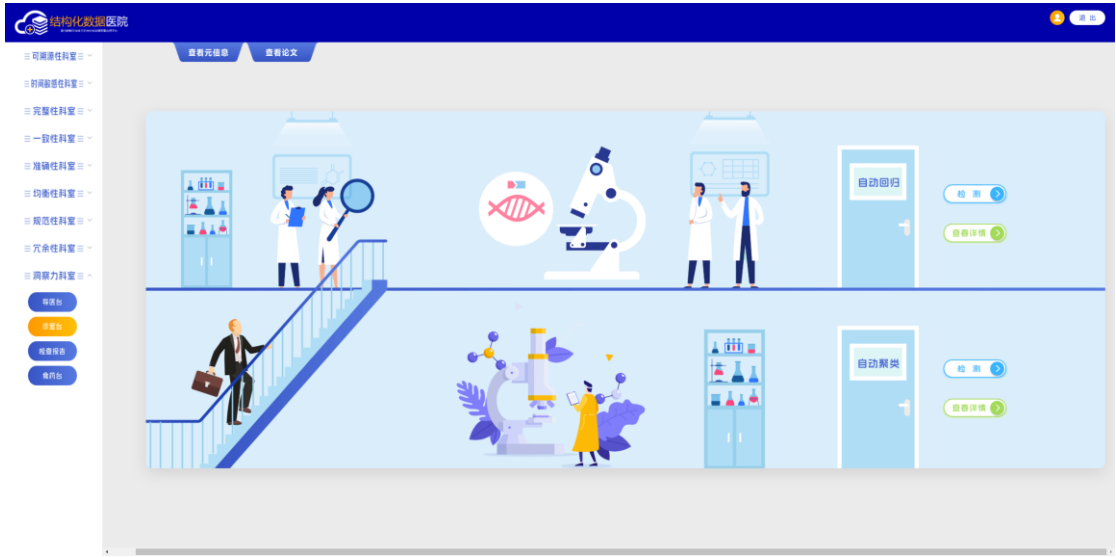 结构化数据医院
退 出
查看元信息
查看论文
可溯源性科室
时间敏感性科室
完整性科室
一致性科室
准确性科室
均衡性科室
规范性科室
冗余性科室
洞察力科室
导医台
诊室台
检查报告
食药台
自动回归
检 测
查看详情
自动聚类
检 测
查看详情